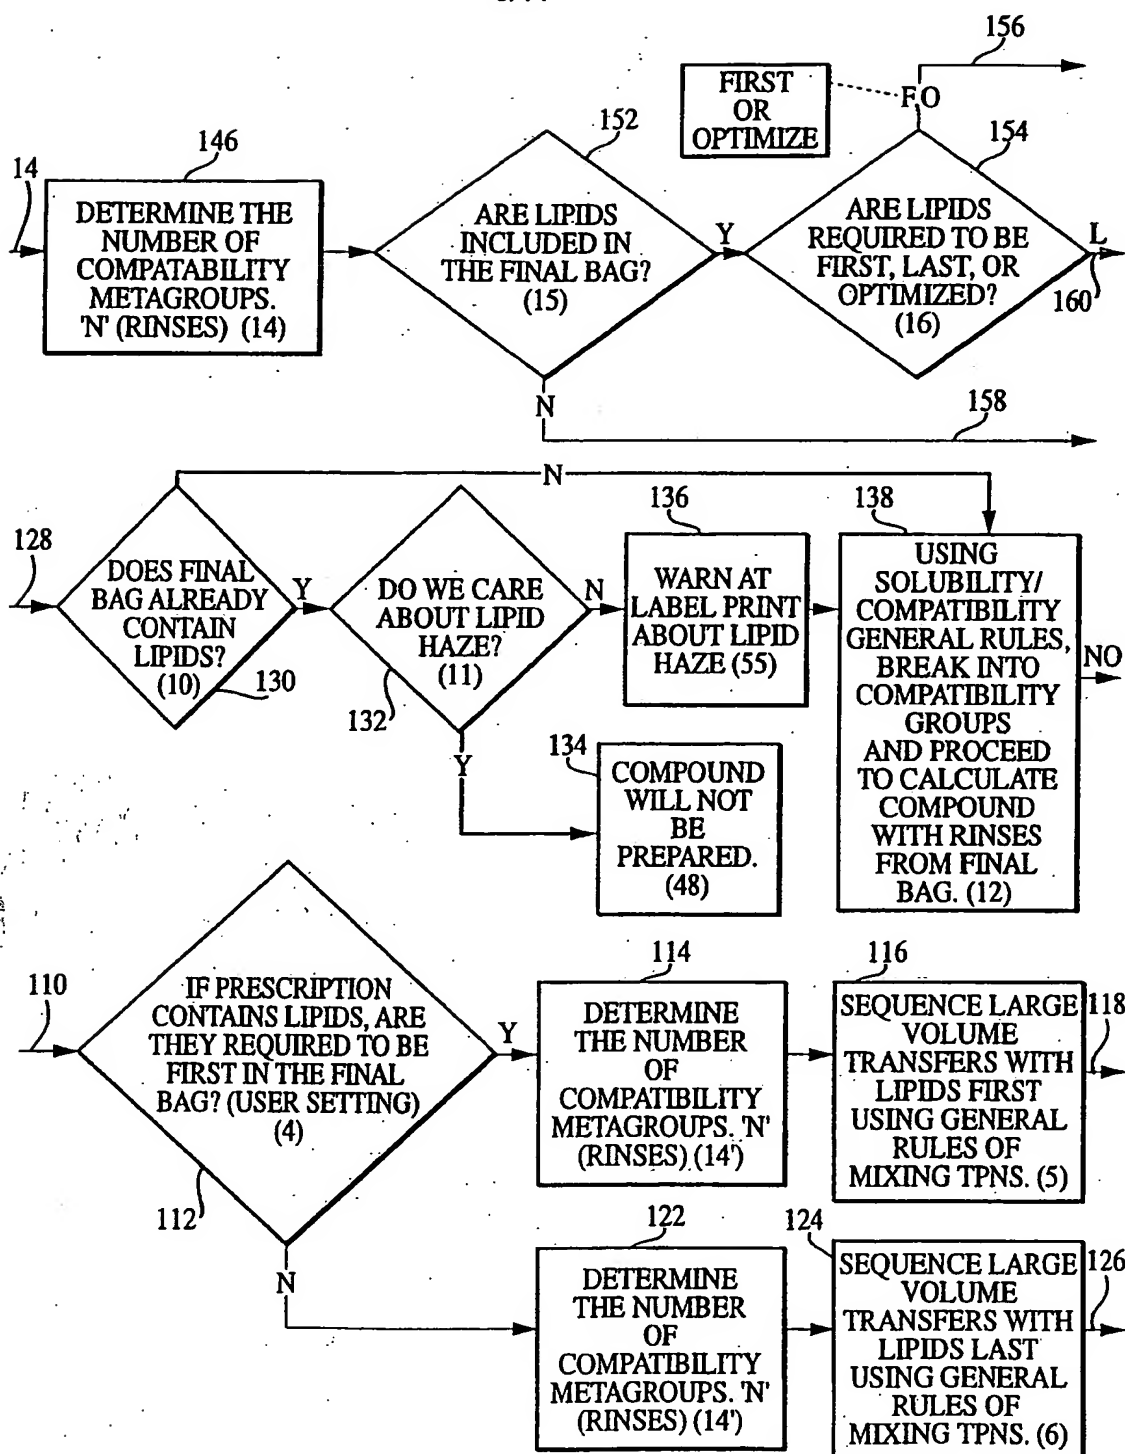 156
FIRST
OR
OPTIMIZE
FO
152
154
146
14
DETERMINE THE
NUMBER OF
COMPATABILITY
METAGROUPS.
'N' (RINSES) (14)
ARE LIPIDS
INCLUDED IN
THE FINAL BAG?
(15)
Y
ARE LIPIDS
REQUIRED TO BE
FIRST, LAST, OR
OPTIMIZED?
(16)
L
160
N
158
N
128
DOES FINAL
BAG ALREADY
CONTAIN
LIPIDS?
(10)
130
Y
DO WE CARE
ABOUT LIPID
HAZE?
(11)
132
N
136
WARN AT
LABEL PRINT
ABOUT LIPID
HAZE (55)
138
USING
SOLUBILITY/
COMPATIBILITY
GENERAL RULES,
BREAK INTO
COMPATIBILITY
GROUPS
AND PROCEED
TO CALCULATE
COMPOUND
WITH RINSES
FROM FINAL
BAG. (12)
NO
Y
134
COMPOUND
WILL NOT
BE
PREPARED.
(48)
110
IF PRESCRIPTION
CONTAINS LIPIDS, ARE
THEY REQUIRED TO BE
FIRST IN THE FINAL
BAG? (USER SETTING)
(4)
112
Y
114
DETERMINE
THE NUMBER
OF
COMPATIBILITY
METAGROUPS. 'N'
(RINSES) (14')
116
SEQUENCE LARGE
VOLUME
TRANSFERS WITH
LIPIDS FIRST
USING GENERAL
RULES OF
MIXING TPNS. (5)
118
N
122
DETERMINE
THE NUMBER
OF
COMPATIBILITY
METAGROUPS. 'N'
(RINSES) (14')
124
SEQUENCE LARGE
VOLUME
TRANSFERS WITH
LIPIDS LAST
USING GENERAL
RULES OF
MIXING TPNS. (6)
126